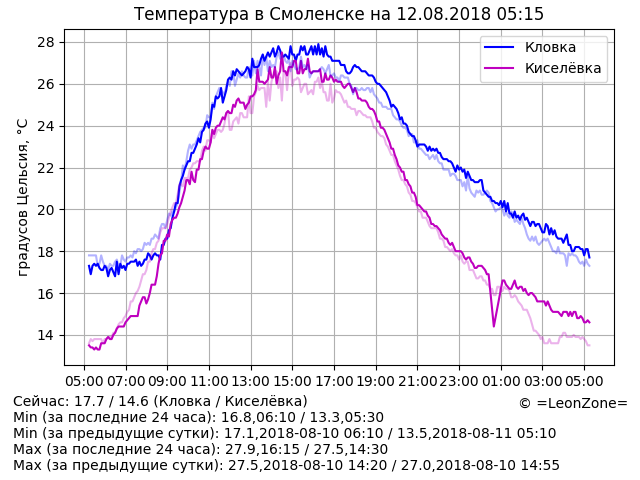 Температура в Смоленске на 12.08.2018 05:15
градусов Цельсия, °C
28
26
24
22
20
18
16
14
Кловка
Киселёвка
05:00 07:00 09:00 11:00 13:00 15:00 17:00 19:00 21:00 23:00 01:00 03:00 05:00
Сейчас: 17.7 / 14.6 (Кловка / Киселёвка)
© =LeonZone=
Min (за последние 24 часа): 16.8,06:10 / 13.3,05:30
Min (за предыдущие сутки): 17.1,2018-08-10 06:10 / 13.5,2018-08-11 05:10
Max (за последние 24 часа): 27.9,16:15 / 27.5,14:30
Max (за предыдущие сутки): 27.5,2018-08-10 14:20 / 27.0,2018-08-10 14:55